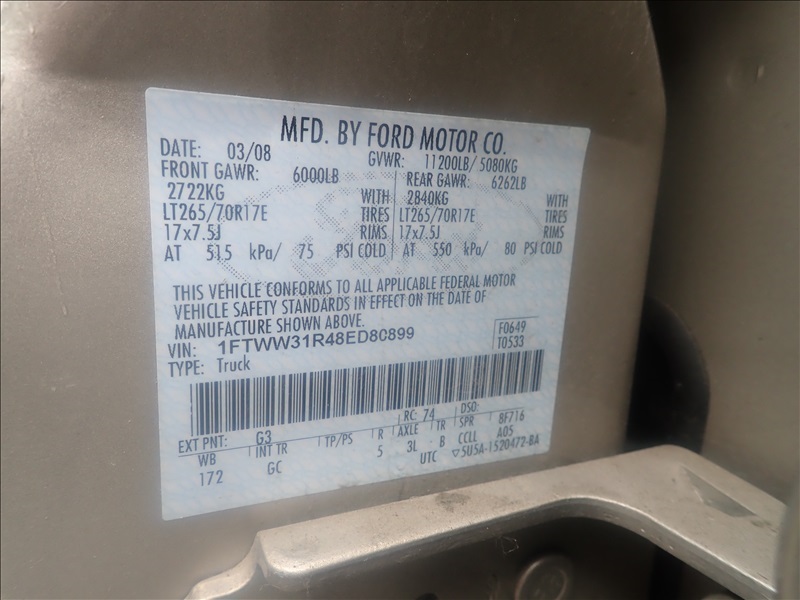 MFD. BY FORD MOTOR CO.
DATE: 03/08 GVWR: 11200LB/ 5080KG
FRONT GAWR: 6000LB REAR GAWR: 6262LB
2722KG WITH 2840KG WITH
LT265/70R17E TIRES LT265/70R17E TIRES
17x7.5J RIMS 17x7.5J RIMS
AT 515 kPa/ 75 PSI COLD AT 550 kPa/ 80 PSI COLD
THIS VEHICLE CONFORMS TO ALL APPLICABLE FEDERAL MOTOR
VEHICLE SAFETY STANDARDS IN EFFECT ON THE DATE OF
MANUFACTURE SHOWN ABOVE.
VIN: 1FTWW31R48ED80899 F0649
TYPE: Truck T0533
RC: 74 DSO:
EXT PNT: G3 8F716
WB INT TR TP/PS R AXLE TR SPR
172 GC 5 3L B CCLL A05
UTC ▽5U5A-1520472-BA